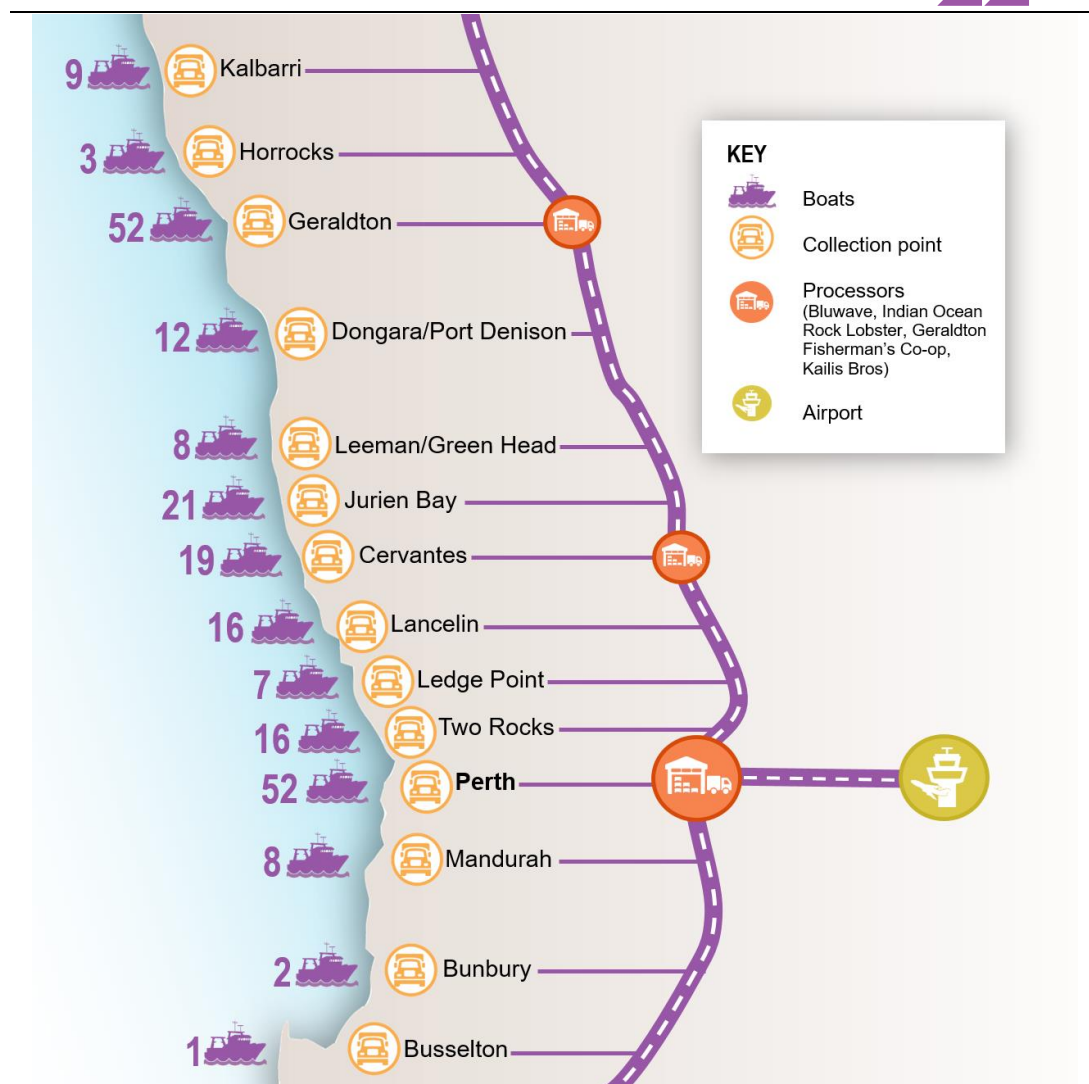 9 Kalbarri
3 Horrocks
52 Geraldton
12 Dongara/Port Denison
8 Leeman/Green Head
21 Jurien Bay
19 Cervantes
16 Lancelin
7 Ledge Point
16 Two Rocks
52 Perth
8 Mandurah
2 Bunbury
1 Busselton
KEY
Boats
Collection point
Processors
(Bluwave, Indian Ocean
Rock Lobster, Geraldton
Fisherman's Co-op,
Kailis Bros)
Airport